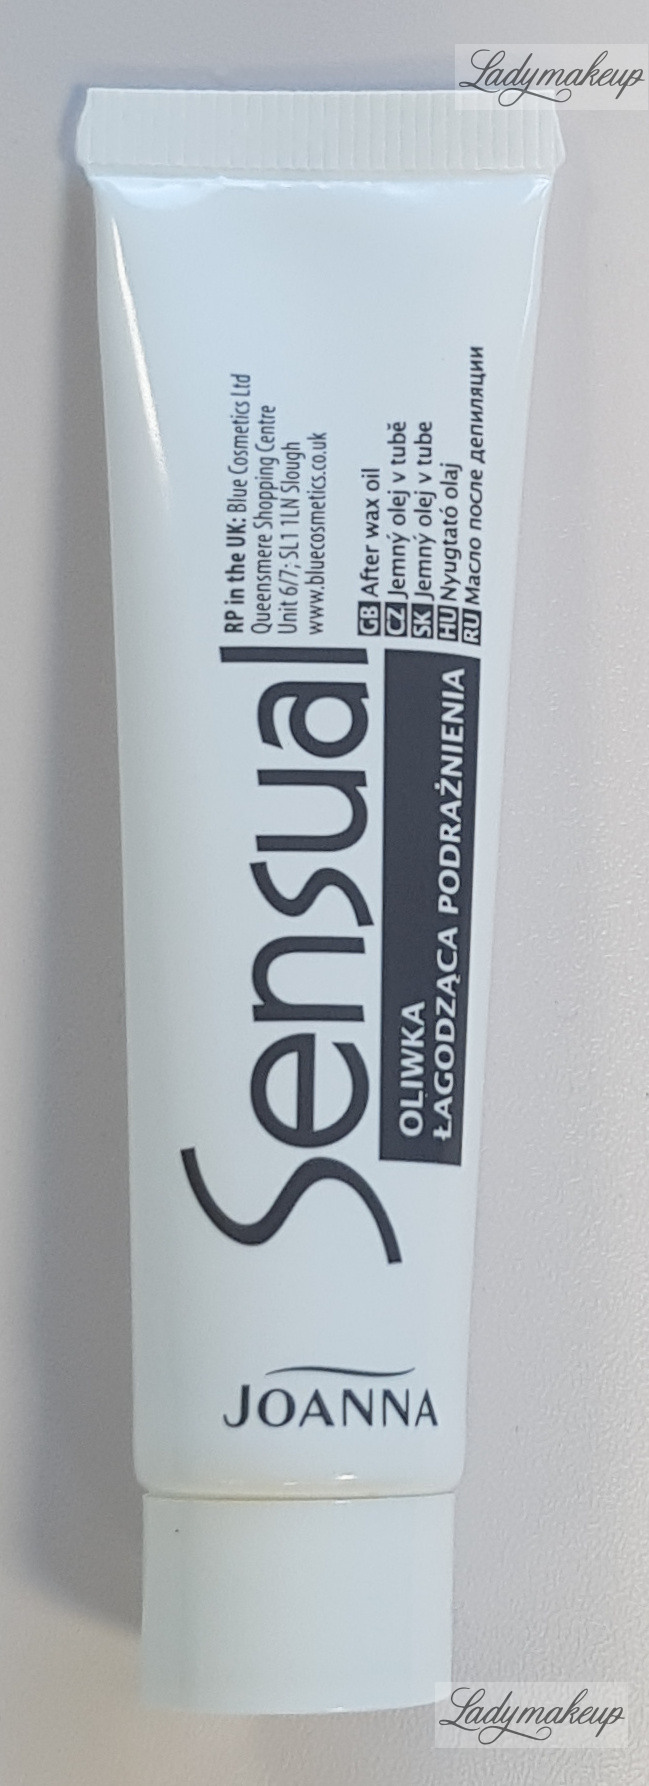 Ladymakeup
RP in the UK: Blue Cosmetics Ltd
Queensmere Shopping Centre
Unit 6/7; SL1 1LN Slough
www.bluecosmetics.co.uk
GB After wax oil
CZ Jemný olej v tubě
SK Jemný olej v tube
HU Nyugtató olaj
RU Масло после депиляции
Sensual
OLIWKA
ŁAGODZĄCA PODRAŻNIENIA
JOANNA
Ladymakeup